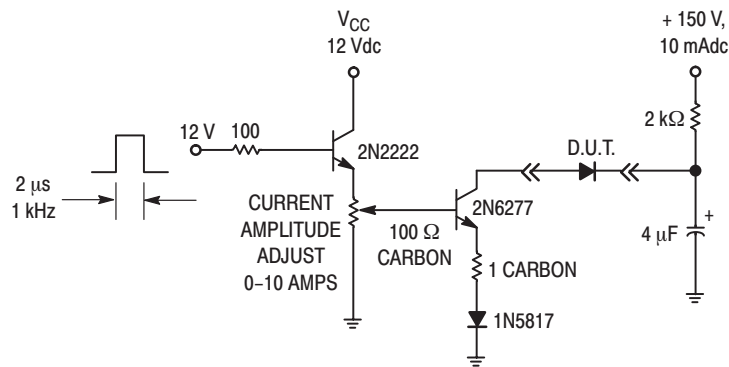 V_CC
12 Vdc
+ 150 V,
10 mAdc
2 kΩ
12 V
100
2N2222
D.U.T.
2 μs
1 kHz
CURRENT
AMPLITUDE
ADJUST
0–10 AMPS
100 Ω
CARBON
2N6277
+
4 μF
1 CARBON
1N5817